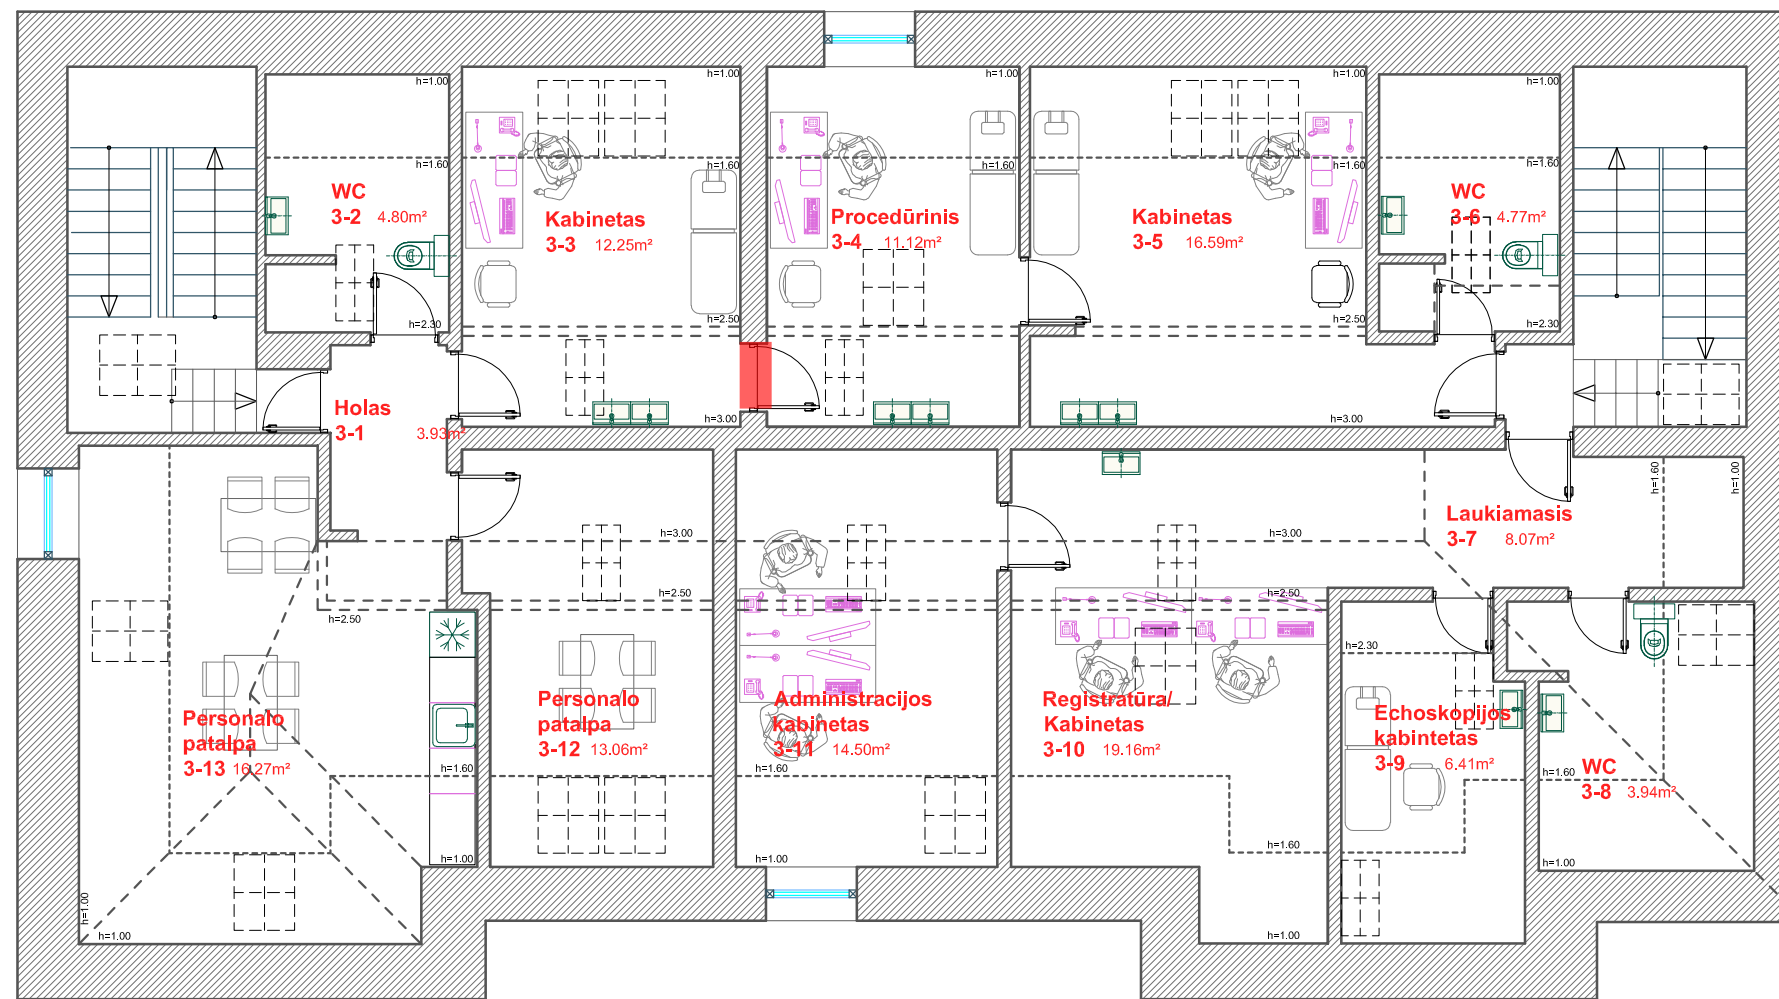 h=1.00
h=1.00
h=1.00
h=1.00
h=1.00
h=1.60
h=1.60
h=1.60
h=1.60
h=1.60
WC
3-2 4.80m²
Kabinetas
3-3 12.25m²
Procedūrinis
3-4 11.12m²
Kabinetas
3-5 16.59m²
WC
3-6 4.77m²
h=2.30
h=2.50
h=2.50
h=2.50
h=2.30
Holas
3-1 3.93m²
h=3.00
h=3.00
h=3.00
h=1.60
h=1.00
Laukiamasis
3-7 8.07m²
h=3.00
h=3.00
h=2.50
h=2.50
h=2.50
h=2.30
Personalo
patalpa
3-13 16.27m²
Personalo
patalpa
3-12 13.06m²
Administracijos
kabinetas
3-11 14.50m²
Registratūra/
Kabinetas
3-10 19.16m²
Echoskopijos
kabintetas
3-9 6.41m²
WC
3-8 3.94m²
h=1.60
h=1.60
h=1.60
h=1.60
h=1.00
h=1.00
h=1.00
h=1.00
h=1.00
h=1.00